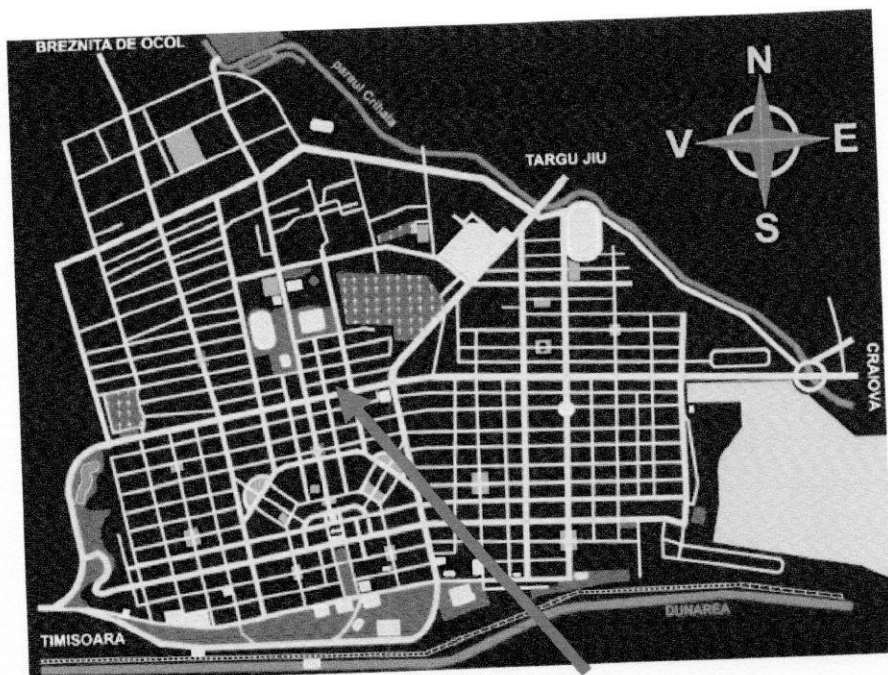 BREZNITA DE OCOL
paraul Crihala
N
V E
S
TARGU JIU
CRAIOVA
DUNAREA
TIMISOARA